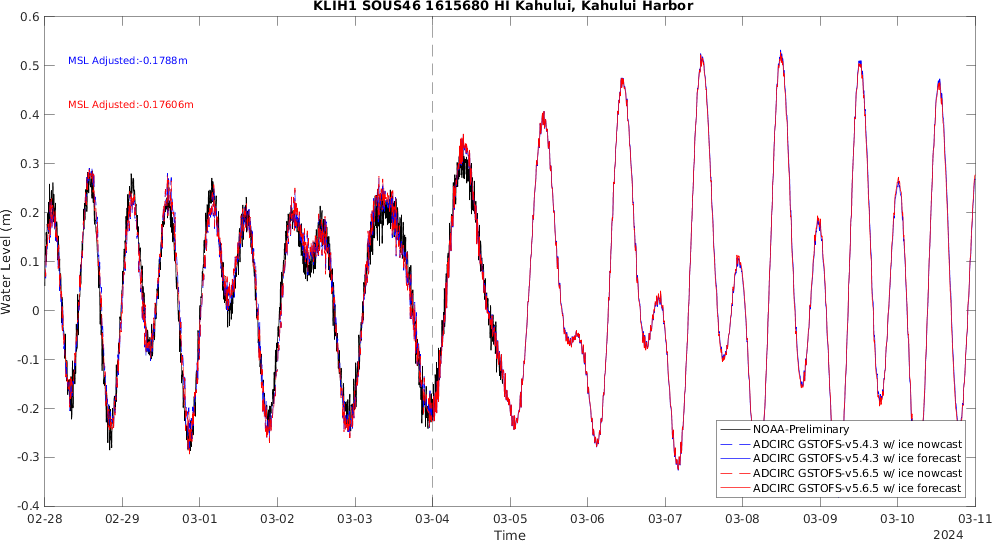 KLIH1 SOUS46 1615680 HI Kahului, Kahului Harbor
0.6
0.5
0.4
0.3
0.2
0.1
0
-0.1
-0.2
-0.3
-0.4
Water Level (m)
MSL Adjusted:-0.1788m
MSL Adjusted:-0.17606m
NOAA-Preliminary
ADCIRC GSTOFS-v5.4.3 w/ ice nowcast
ADCIRC GSTOFS-v5.4.3 w/ ice forecast
ADCIRC GSTOFS-v5.6.5 w/ ice nowcast
ADCIRC GSTOFS-v5.6.5 w/ ice forecast
02-28 02-29 03-01 03-02 03-03 03-04 03-05 03-06 03-07 03-08 03-09 03-10 03-11
Time
2024